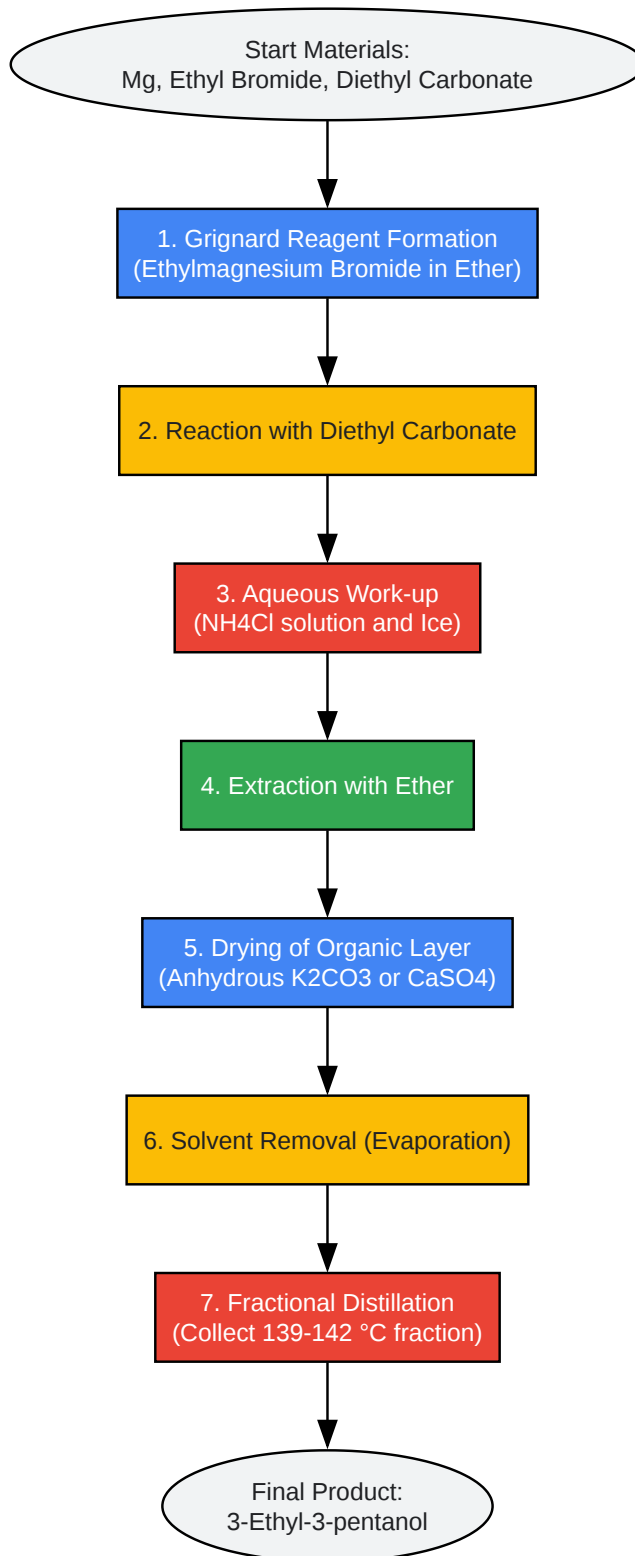 Start Materials:
Mg, Ethyl Bromide, Diethyl Carbonate
1. Grignard Reagent Formation
(Ethylmagnesium Bromide in Ether)
2. Reaction with Diethyl Carbonate
3. Aqueous Work-up
(NH4Cl solution and Ice)
4. Extraction with Ether
5. Drying of Organic Layer
(Anhydrous K2CO3 or CaSO4)
6. Solvent Removal (Evaporation)
7. Fractional Distillation
(Collect 139-142 °C fraction)
Final Product:
3-Ethyl-3-pentanol